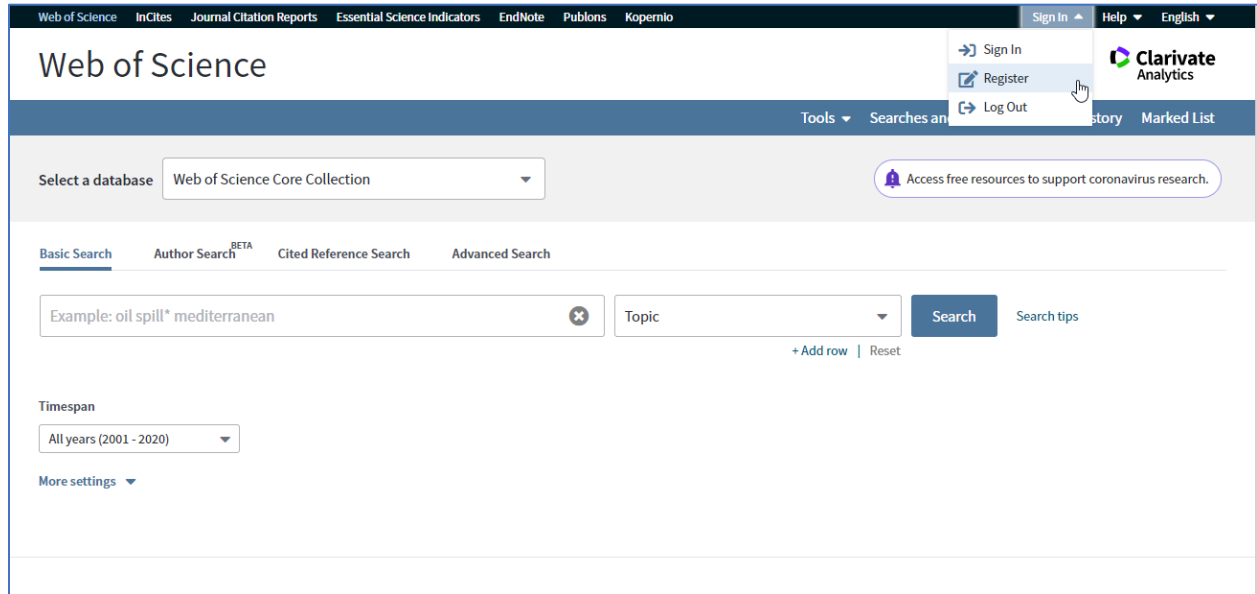 Web of Science InCites Journal Citation Reports Essential Science Indicators EndNote Publons Kopernio Sign In Help English
Web of Science
Sign In
Register
Log Out
Clarivate
Analytics
Tools Searches an story Marked List
Select a database Web of Science Core Collection Access free resources to support coronavirus research.
Basic Search Author Search BETA Cited Reference Search Advanced Search
Example: oil spill* mediterranean Topic Search Search tips
+ Add row | Reset
Timespan
All years (2001 - 2020)
More settings